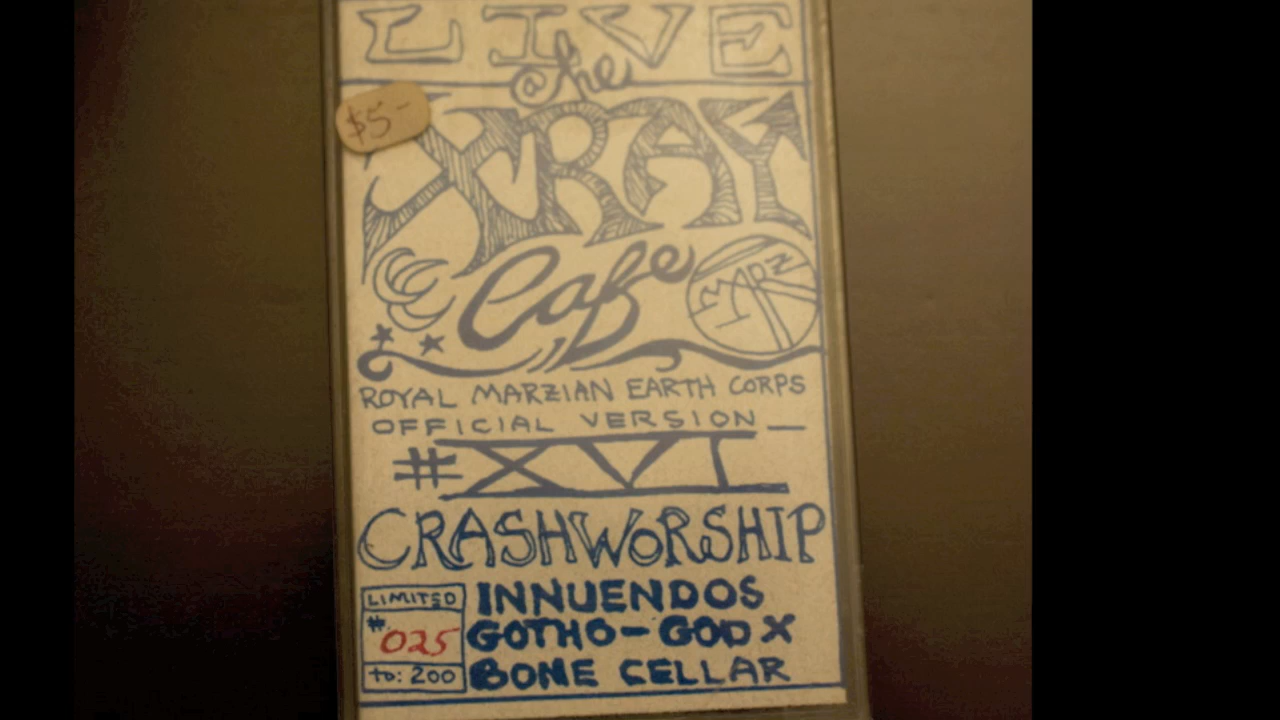 LIVE
@ the
$5-
XRAY
Cafe
MARZ
ROYAL MARZIAN EARTH CORPS
OFFICIAL VERSION —
# XVI
CRASHWORSHIP
LIMITED
# 025
to: 200
INNUENDOS
GOTHO-GOD X
BONE CELLAR